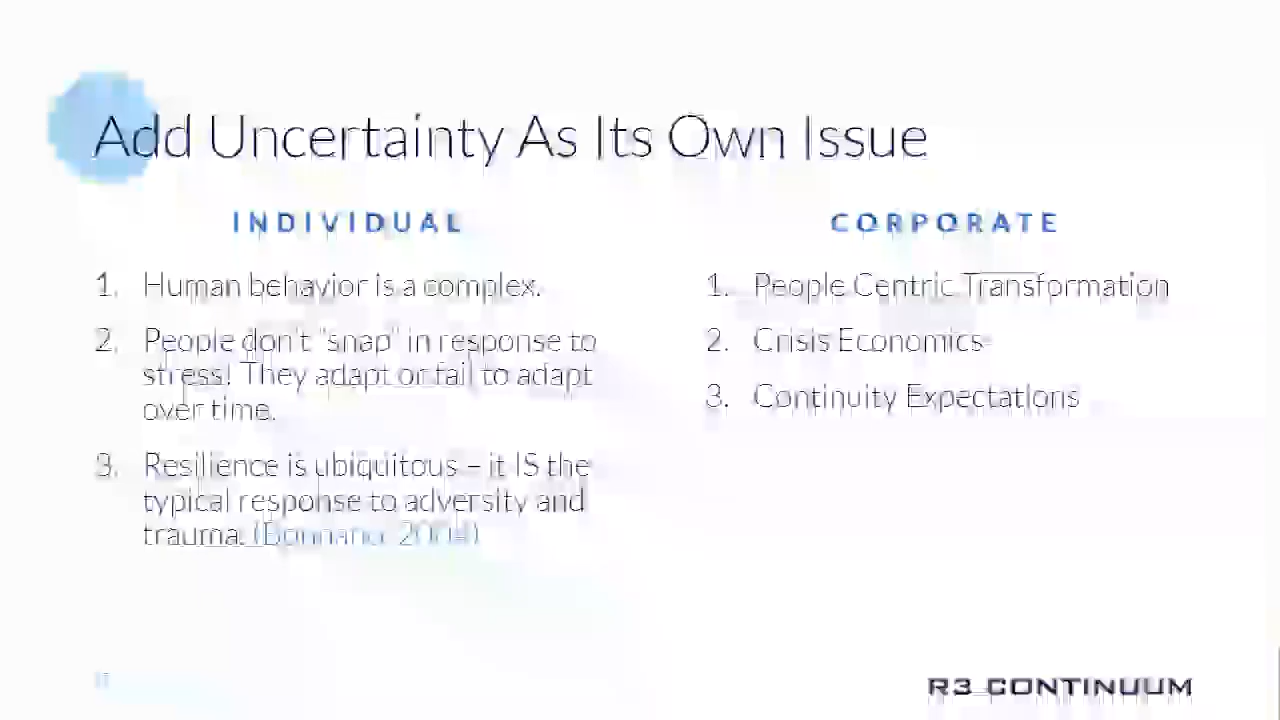 Add Uncertainty As Its Own Issue
INDIVIDUAL
1. Human behavior is a complex.
2. People don't "snap" in response to
stress! They adapt or fail to adapt
over time.
3. Resilience is ubiquitous – it IS the
typical response to adversity and
trauma. (Bonnano, 2004)
CORPORATE
1. People Centric Transformation
2. Crisis Economics
3. Continuity Expectations
R3 CONTINUUM